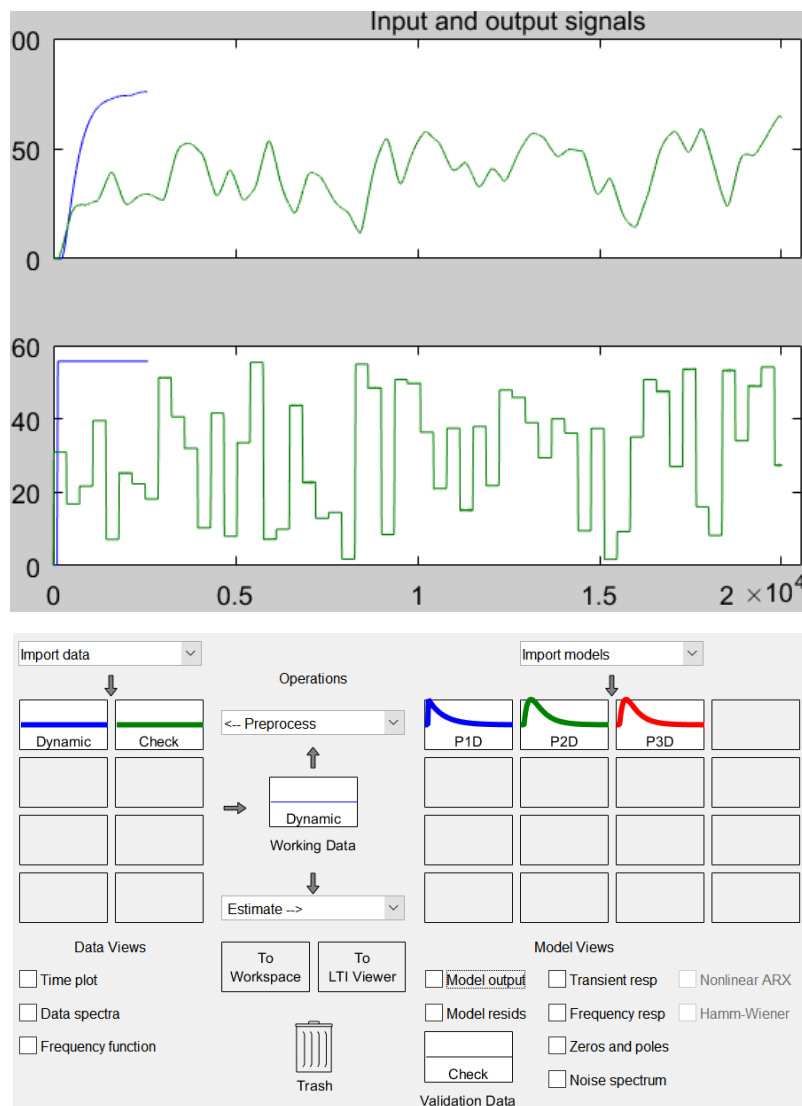 Input and output signals
00
50
0
60
40
20
0
0 0.5 1 1.5 2 ×10⁴
Import data
Import models
Operations
Dynamic Check
<-- Preprocess
P1D P2D P3D
Dynamic
Working Data
Estimate -->
Data Views
Model Views
To Workspace
To LTI Viewer
Time plot
Model output
Transient resp
Nonlinear ARX
Data spectra
Model resids
Frequency resp
Hamm-Wiener
Frequency function
Zeros and poles
Trash
Check
Noise spectrum
Validation Data